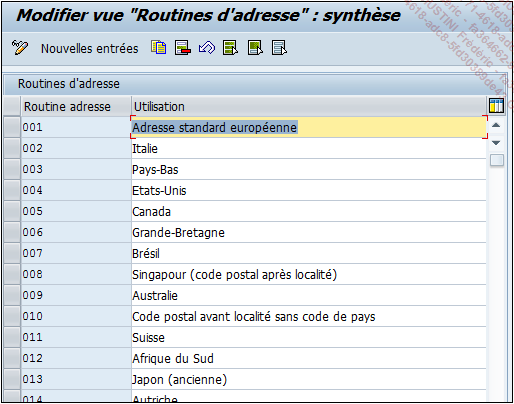 Modifier vue "Routines d'adresse" : synthèse
Nouvelles entrées
Routines d'adresse
Routine adresse Utilisation
001 Adresse standard européenne
002 Italie
003 Pays-Bas
004 Etats-Unis
005 Canada
006 Grande-Bretagne
007 Brésil
008 Singapour (code postal après localité)
009 Australie
010 Code postal avant localité sans code de pays
011 Suisse
012 Afrique du Sud
013 Japon (ancienne)
014 Autriche